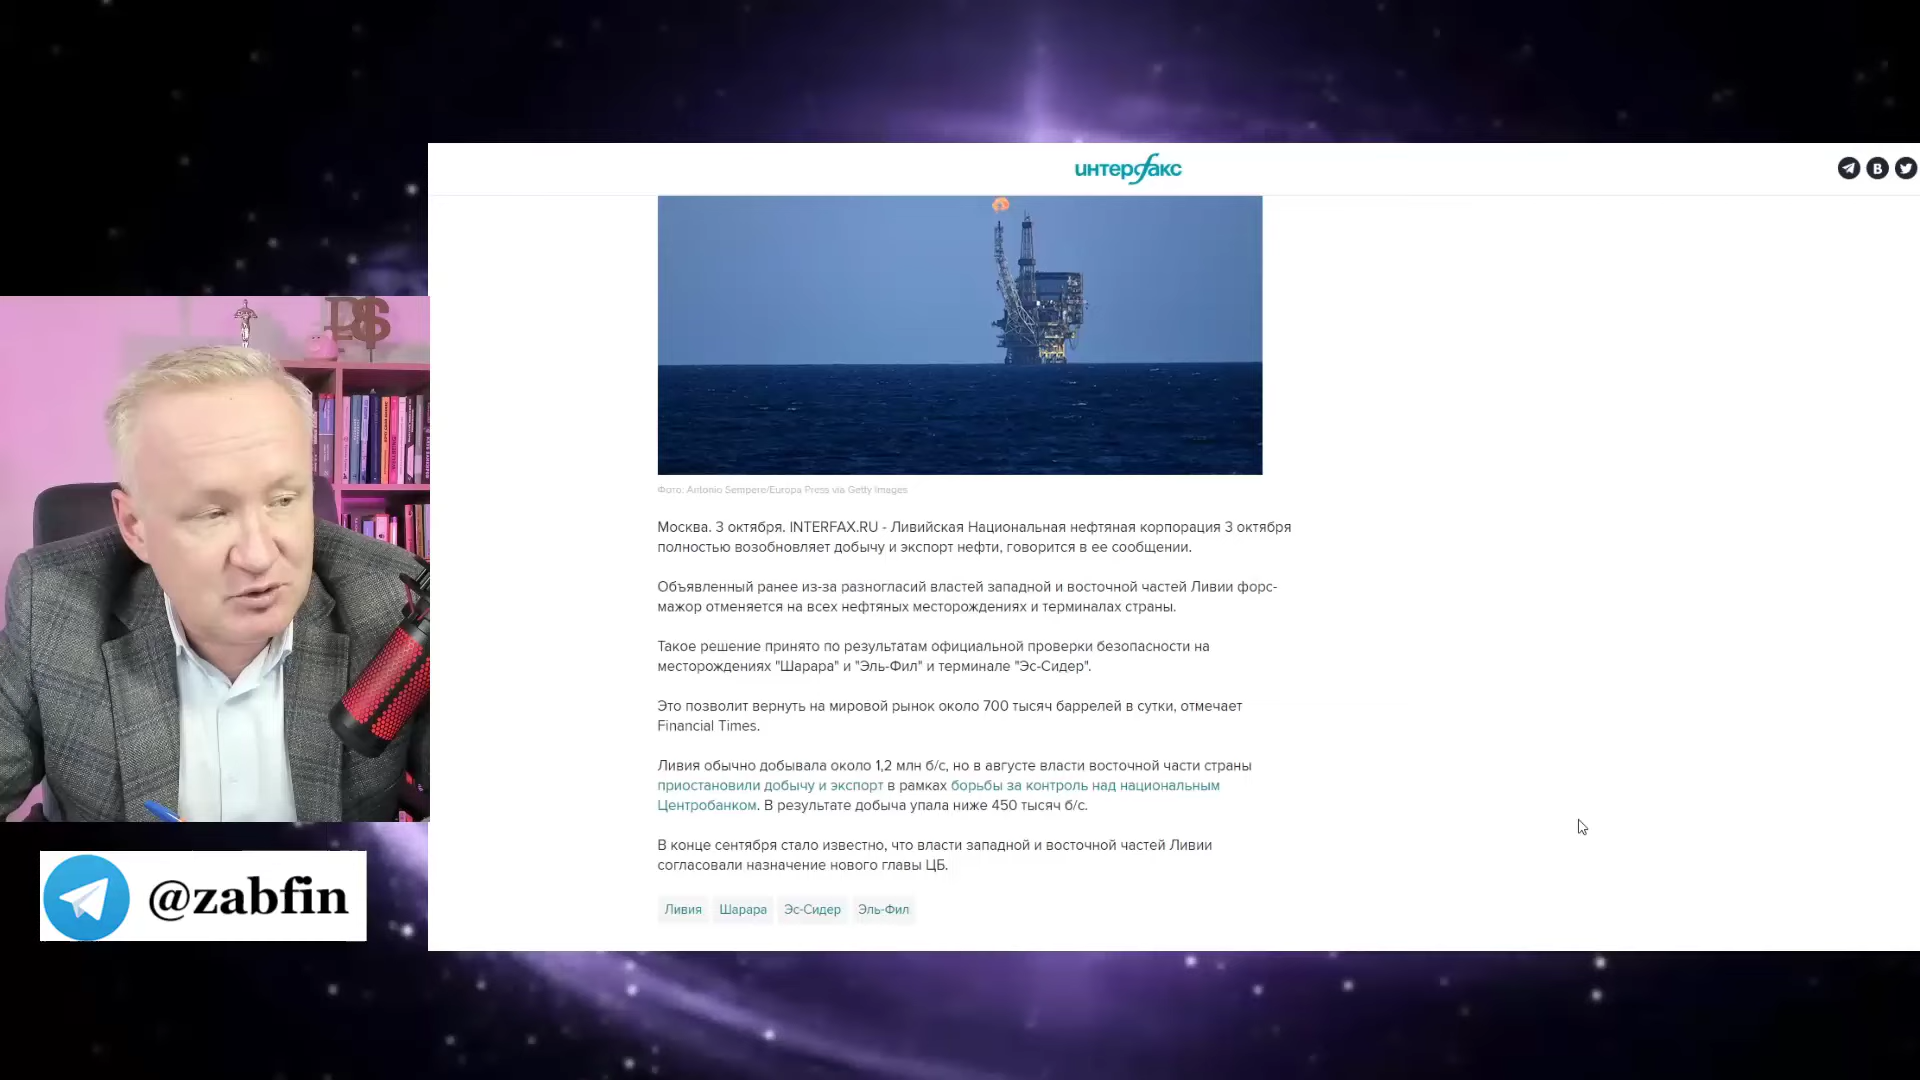 интерфакс
Фото: Antonio Sempere/Europa Press via Getty Images
Москва. 3 октября. INTERFAX.RU - Ливийская Национальная нефтяная корпорация 3 октября
полностью возобновляет добычу и экспорт нефти, говорится в ее сообщении.
Объявленный ранее из-за разногласий властей западной и восточной частей Ливии форс-
мажор отменяется на всех нефтяных месторождениях и терминалах страны.
Такое решение принято по результатам официальной проверки безопасности на
месторождениях "Шарара" и "Эль-Фил" и терминале "Эс-Сидер".
Это позволит вернуть на мировой рынок около 700 тысяч баррелей в сутки, отмечает
Financial Times.
Ливия обычно добывала около 1,2 млн б/с, но в августе власти восточной части страны
приостановили добычу и экспорт в рамках борьбы за контроль над национальным
Центробанком. В результате добыча упала ниже 450 тысяч б/с.
В конце сентября стало известно, что власти западной и восточной частей Ливии
согласовали назначение нового главы ЦБ.
Ливия Шарара Эс-Сидер Эль-Фил
@zabfin